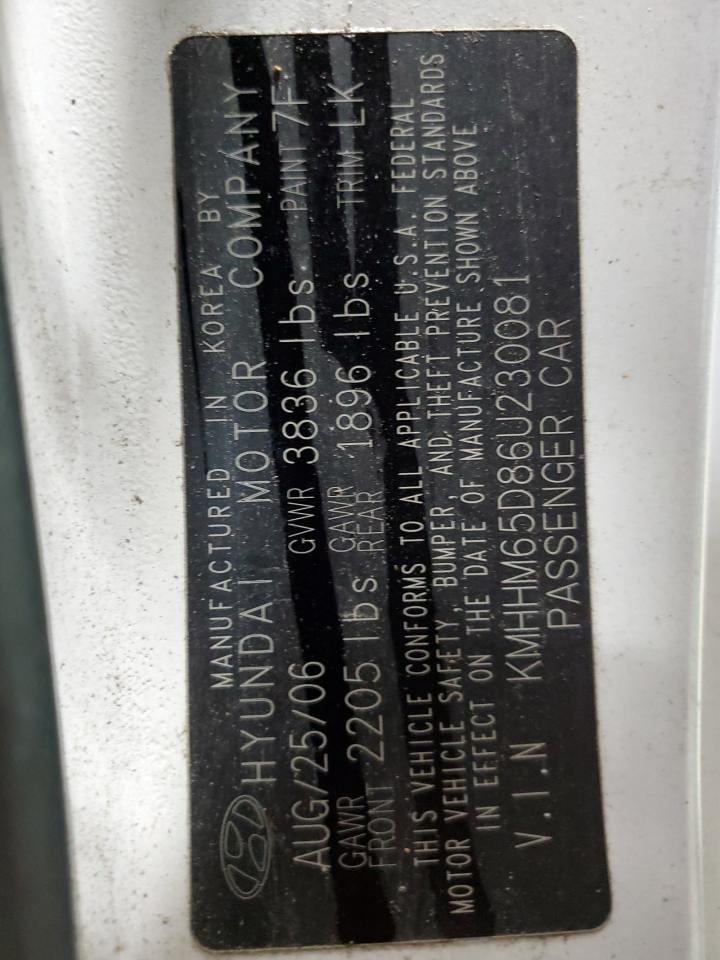 MANUFACTURED IN KOREA BY
HYUNDAI MOTOR COMPANY
AUG/25/06 GVWR 3836 lbs PAINT 7F
GAWR FRONT 2205 lbs GAWR REAR 1896 lbs TRIM LK
THIS VEHICLE CONFORMS TO ALL APPLICABLE U.S.A. FEDERAL
MOTOR VEHICLE SAFETY, BUMPER, AND THEFT PREVENTION STANDARDS
IN EFFECT ON THE DATE OF MANUFACTURE SHOWN ABOVE
V.I.N KMHHM65D86U230081
PASSENGER CAR